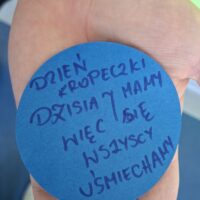 DZIEŃ
KROPECZKI
DZISIAJ MAMY
WIĘC SIĘ
WSZYSCY
UŚMIECHAMY